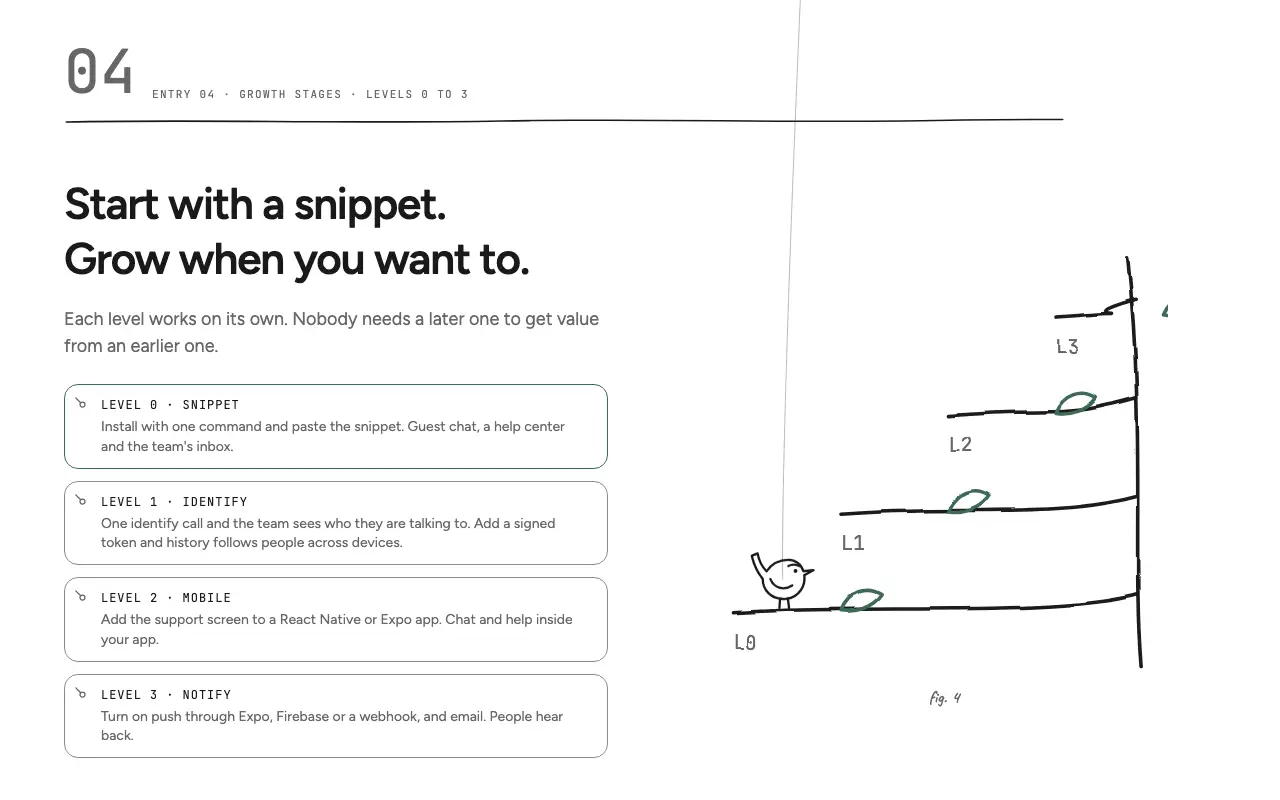 04
ENTRY 04 · GROWTH STAGES · LEVELS 0 TO 3
Start with a snippet.
Grow when you want to.
Each level works on its own. Nobody needs a later one to get value
from an earlier one.
LEVEL 0 · SNIPPET
Install with one command and paste the snippet. Guest chat, a help center
and the team's inbox.
LEVEL 1 · IDENTIFY
One identify call and the team sees who they are talking to. Add a signed
token and history follows people across devices.
LEVEL 2 · MOBILE
Add the support screen to a React Native or Expo app. Chat and help inside
your app.
LEVEL 3 · NOTIFY
Turn on push through Expo, Firebase or a webhook, and email. People hear
back.
L3
L2
L1
L0
fig. 4